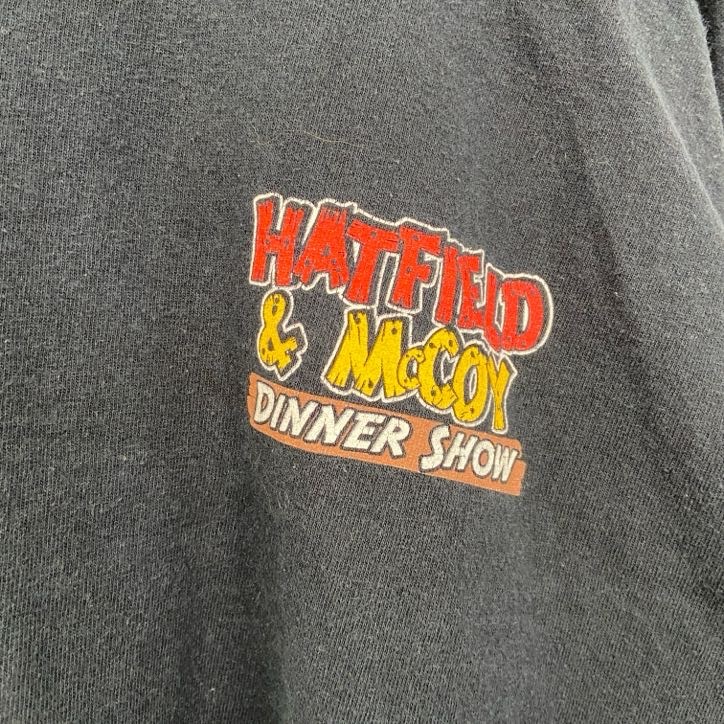 HATFIELD
& McCOY
DINNER SHOW